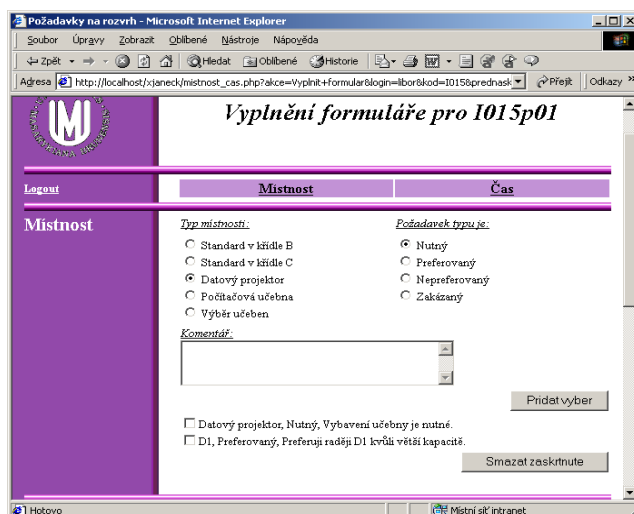 Požadavky na rozvrh - Microsoft Internet Explorer
Soubor Úpravy Zobrazit Oblíbené Nástroje Nápověda
Zpět Hledat Oblíbené Historie
Adresa http://localhost/xjaneck/mistnost_cas.php?akce=Vyplnit+formular&login=libor&kod=I015&prednask Přejít Odkazy »
Vyplnění formuláře pro I015p01
Logout Místnost Čas
Místnost
Typ místnosti: Požadavek typu je:
Standard v křídle B Nutný
Standard v křídle C Preferovaný
Datový projektor Nepreferovaný
Počítačová učebna Zakázaný
Výběr učeben
Komentář:
Pridat vyber
Datový projektor, Nutný, Vybavení učebny je nutné.
D1, Preferovaný, Preferuji raději D1 kvůli větší kapacitě.
Smazat zaskrtnute
Hotovo Místní síť intranet